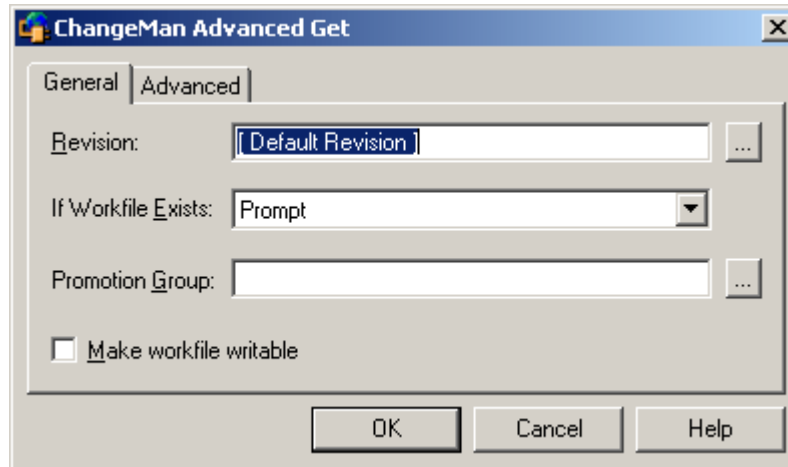 ChangeMan Advanced Get
General Advanced
Revision: [ Default Revision ] ...
If Workfile Exists: Prompt
Promotion Group: ...
Make workfile writable
OK Cancel Help